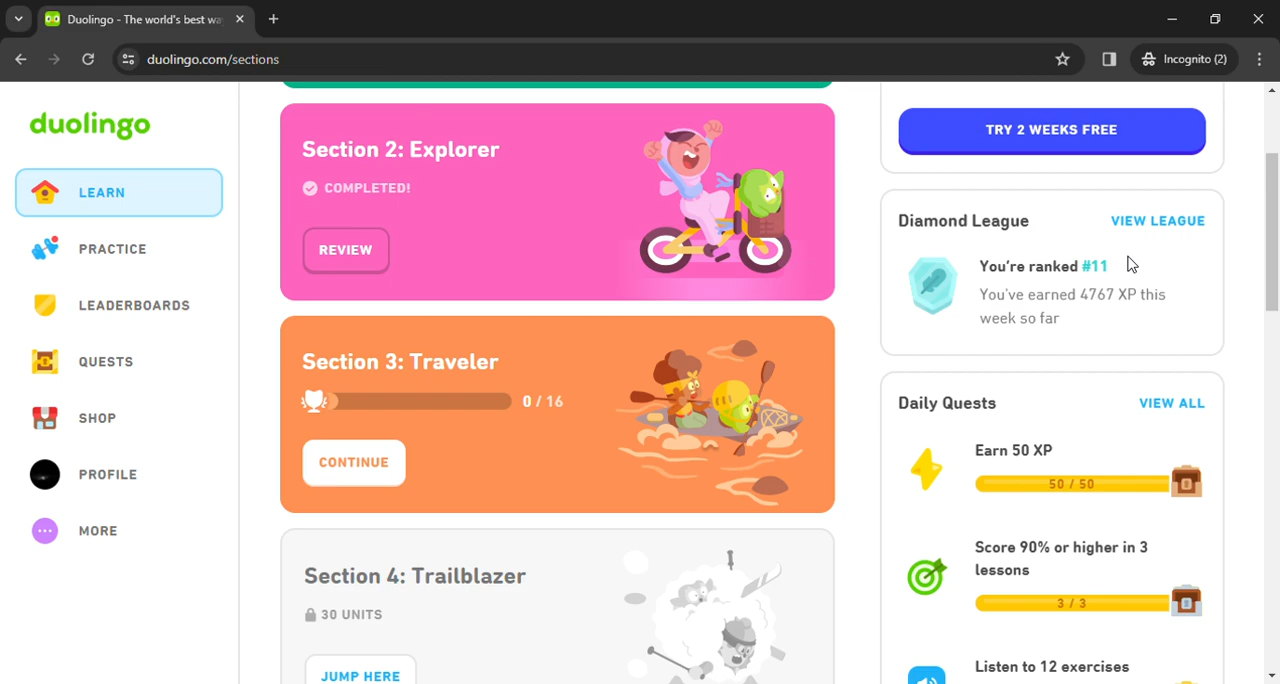 Duolingo - The world's best wa
duolingo.com/sections
Incognito (2)
duolingo
LEARN
PRACTICE
LEADERBOARDS
QUESTS
SHOP
PROFILE
MORE
Section 2: Explorer
COMPLETED!
REVIEW
Section 3: Traveler
0 / 16
CONTINUE
Section 4: Trailblazer
30 UNITS
JUMP HERE
TRY 2 WEEKS FREE
Diamond League
VIEW LEAGUE
You're ranked #11
You've earned 4767 XP this
week so far
Daily Quests
VIEW ALL
Earn 50 XP
50 / 50
Score 90% or higher in 3
lessons
3 / 3
Listen to 12 exercises